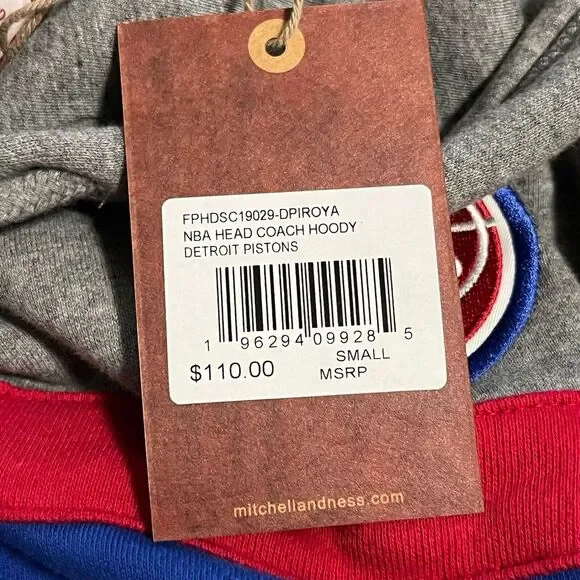 FPHDSC19029-DPIROYA
NBA HEAD COACH HOODY
DETROIT PISTONS
1 96294 09928 5
SMALL
$110.00 MSRP
mitchellandness.com